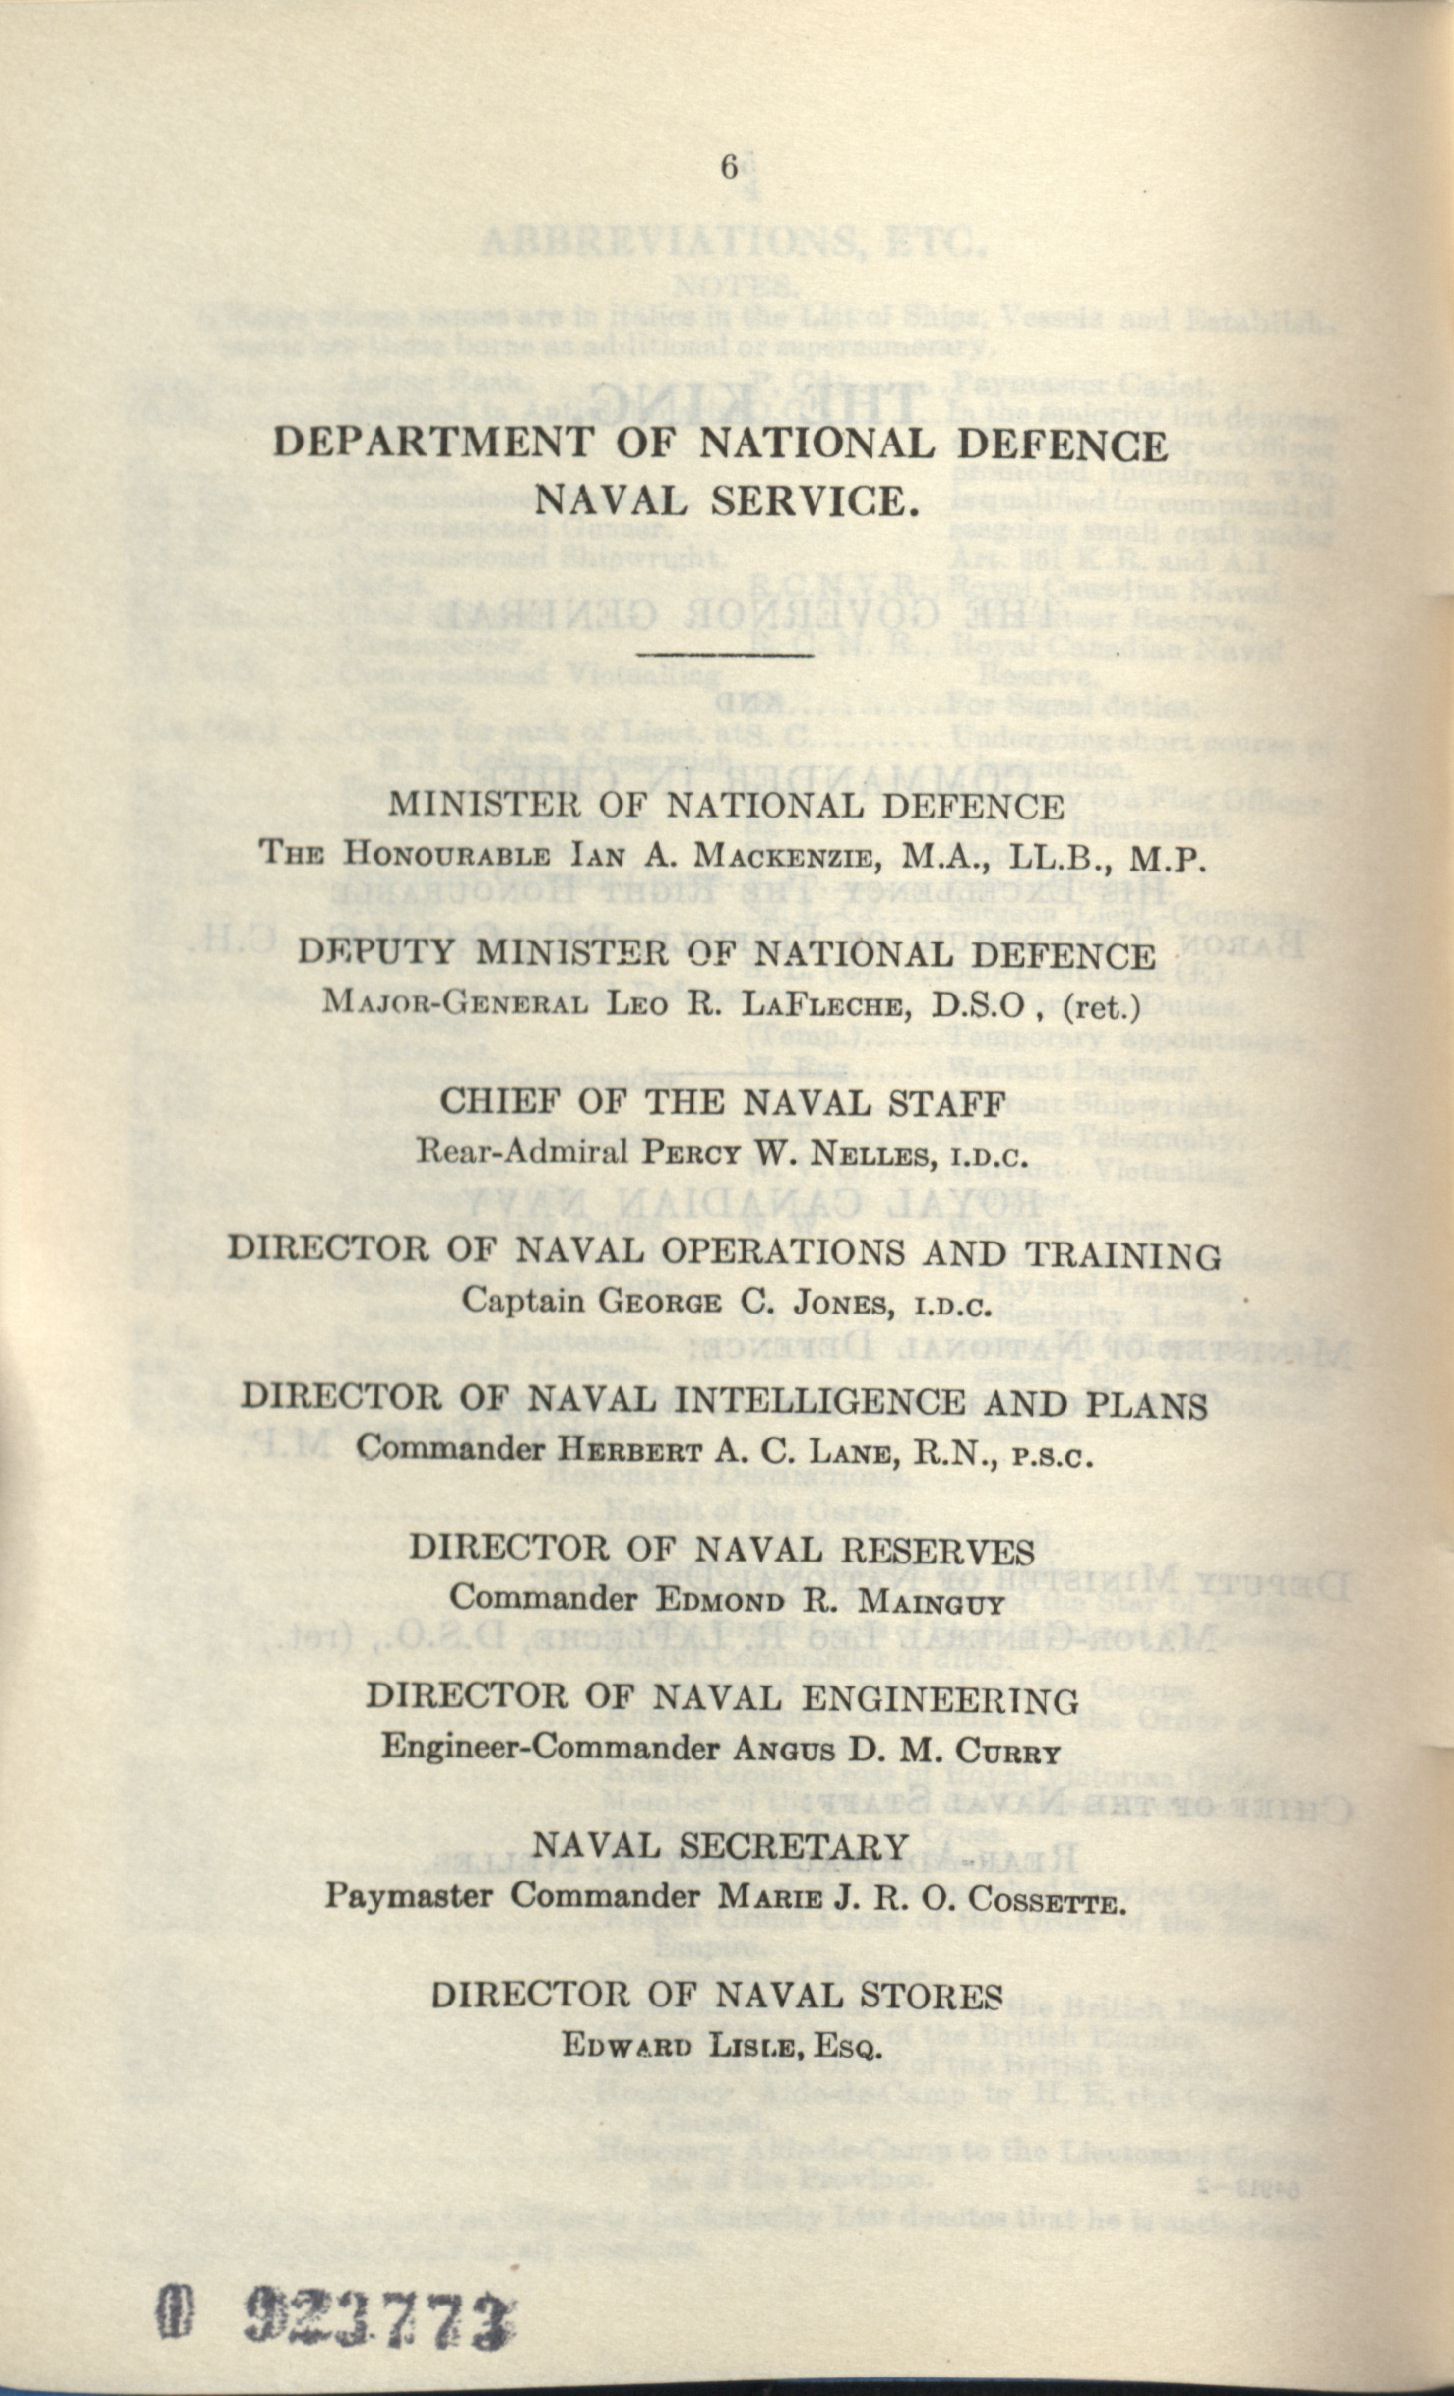 6
DEPARTMENT OF NATIONAL DEFENCE
NAVAL SERVICE.
MINISTER OF NATIONAL DEFENCE
THE HONOURABLE IAN A. MACKENZIE, M.A., LL.B., M.P.
DEPUTY MINISTER OF NATIONAL DEFENCE
MAJOR-GENERAL LEO R. LAFLECHE, D.S.O , (ret.)
CHIEF OF THE NAVAL STAFF
Rear-Admiral PERCY W. NELLES, I.D.C.
DIRECTOR OF NAVAL OPERATIONS AND TRAINING
Captain GEORGE C. JONES, I.D.C.
DIRECTOR OF NAVAL INTELLIGENCE AND PLANS
Commander HERBERT A. C. LANE, R.N., P.S.C.
DIRECTOR OF NAVAL RESERVES
Commander EDMOND R. MAINGUY
DIRECTOR OF NAVAL ENGINEERING
Engineer-Commander ANGUS D. M. CURRY
NAVAL SECRETARY
Paymaster Commander MARIE J. R. O. COSSETTE.
DIRECTOR OF NAVAL STORES
EDWARD LISLE, ESQ.
0 923773